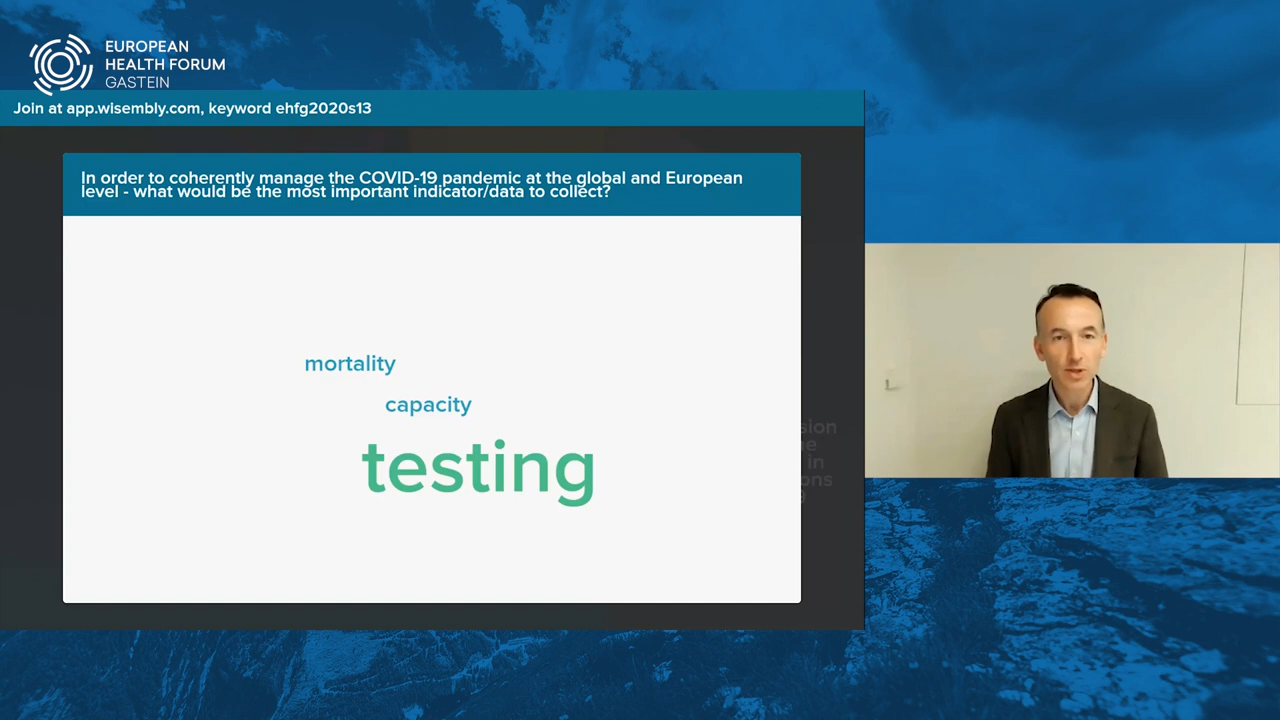 EUROPEAN
HEALTH FORUM
GASTEIN
Join at app.wisembly.com, keyword ehfg2020s13
In order to coherently manage the COVID-19 pandemic at the global and European
level - what would be the most important indicator/data to collect?
mortality
capacity
testing
in